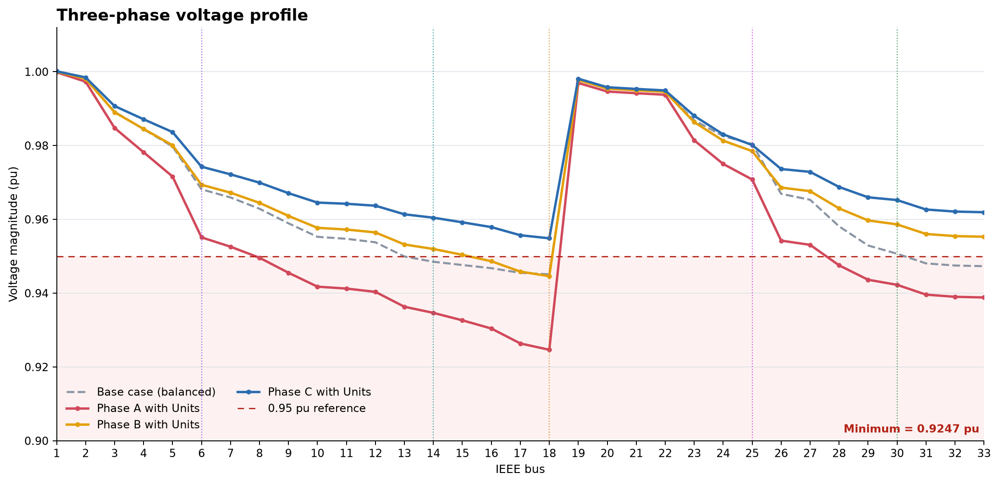 Three-phase voltage profile
Voltage magnitude (pu)
1.00
0.98
0.96
0.94
0.92
0.90
Base case (balanced)
Phase A with Units
Phase B with Units
Phase C with Units
0.95 pu reference
Minimum = 0.9247 pu
1 2 3 4 5 6 7 8 9 10 11 12 13 14 15 16 17 18 19 20 21 22 23 24 25 26 27 28 29 30 31 32 33
IEEE bus